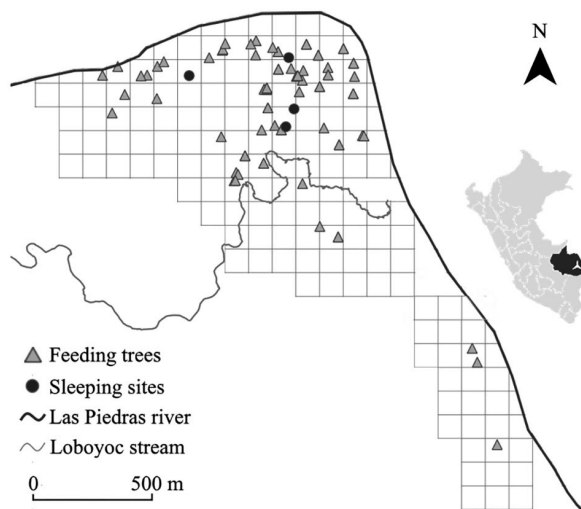 N
Feeding trees
Sleeping sites
Las Piedras river
Loboyoc stream
0 500 m